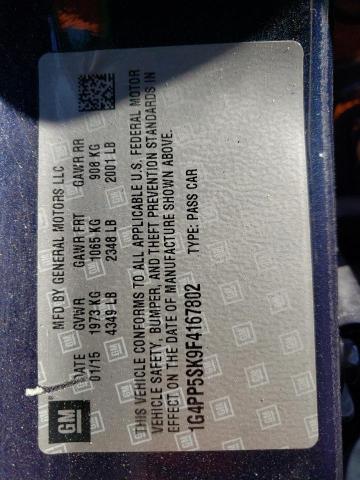 GM
MFD BY GENERAL MOTORS LLC
DATE GVWR GAWR FRT GAWR RR
01/15 1973 KG 1065 KG 908 KG
4349 LB 2348 LB 2001 LB
THIS VEHICLE CONFORMS TO ALL APPLICABLE U.S. FEDERAL MOTOR
VEHICLE SAFETY, BUMPER, AND THEFT PREVENTION STANDARDS IN
EFFECT ON THE DATE OF MANUFACTURE SHOWN ABOVE.
1G4PP5SK9F4167802 TYPE: PASS CAR